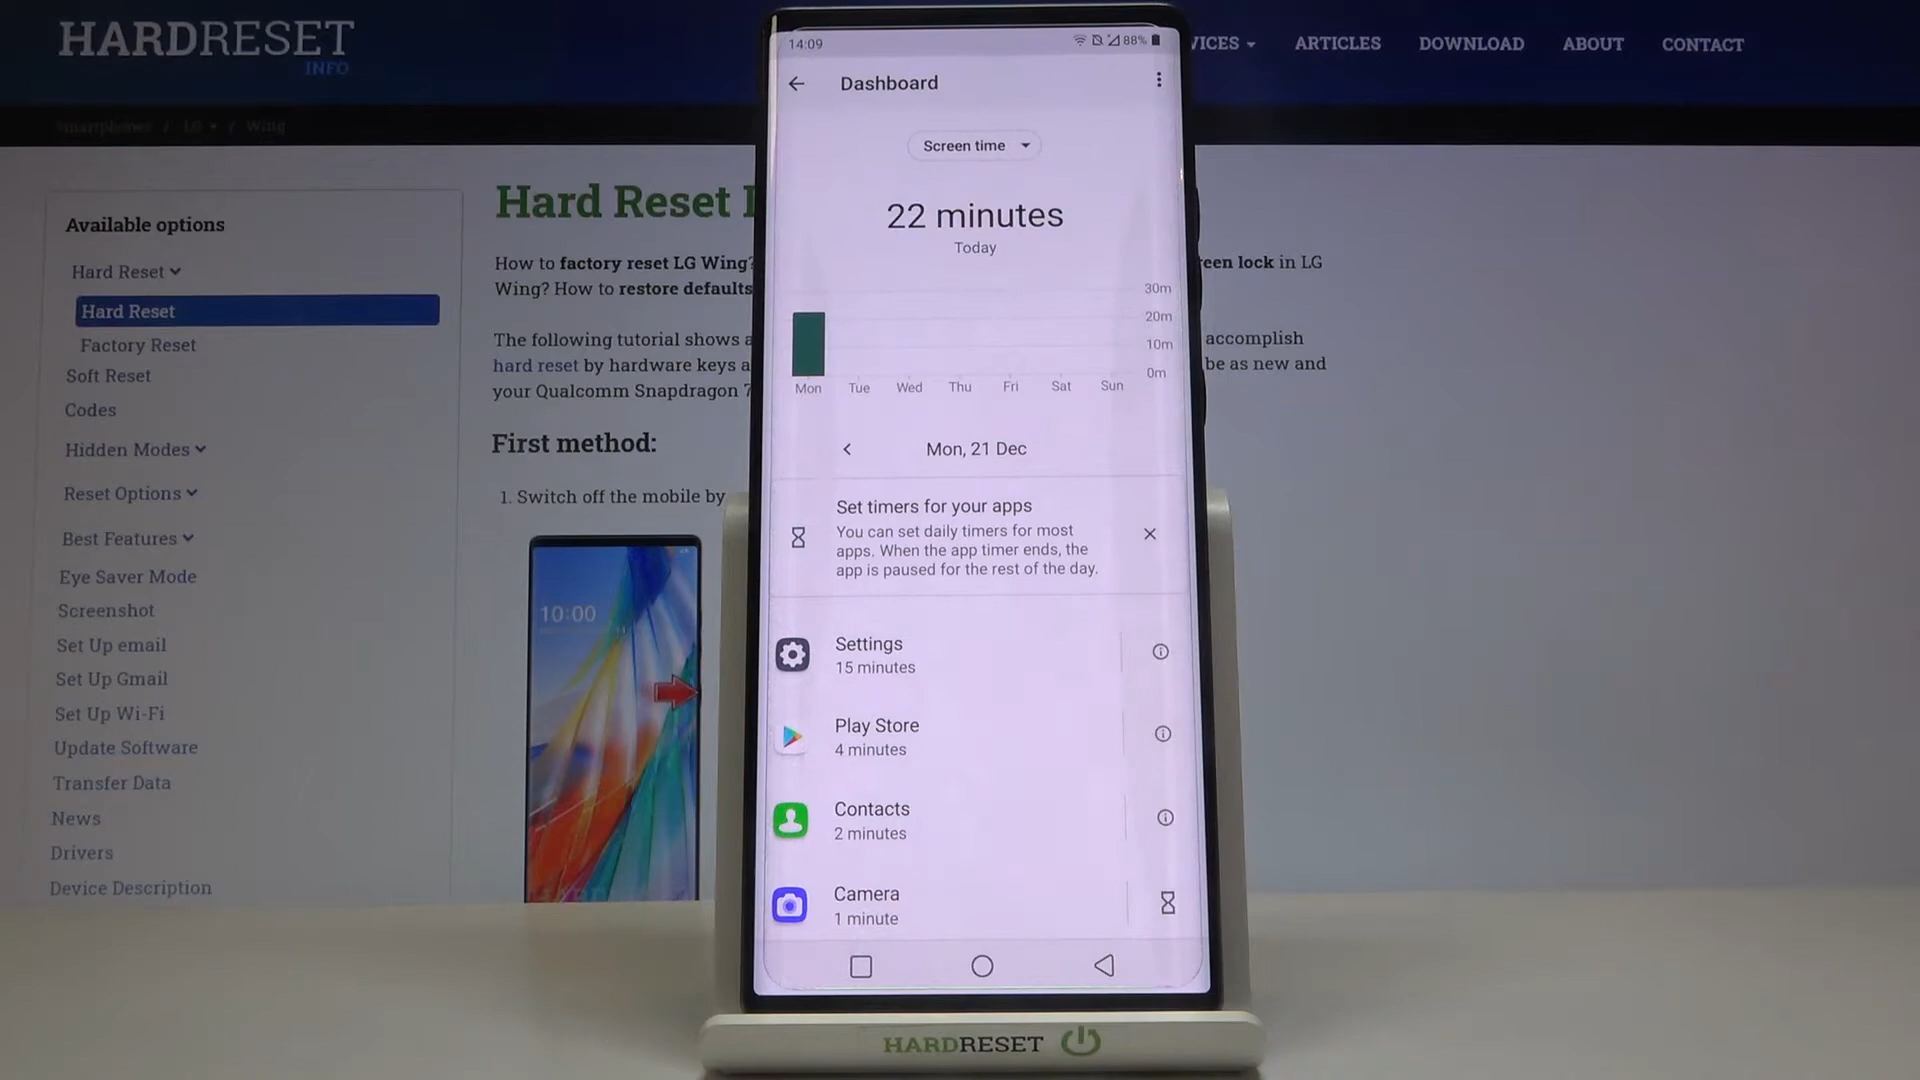 HARDRESET
INFO
VICES
ARTICLES
DOWNLOAD
ABOUT
CONTACT
Smartphones / LG / Wing
Available options
Hard Reset
Hard Reset
Factory Reset
Soft Reset
Codes
Hidden Modes
Reset Options
Best Features
Eye Saver Mode
Screenshot
Set Up email
Set Up Gmail
Set Up Wi-Fi
Update Software
Transfer Data
News
Drivers
Device Description
Hard Reset
How to factory reset LG Wing?
een lock in LG
Wing? How to restore defaults
The following tutorial shows a
accomplish
hard reset by hardware keys a
be as new and
your Qualcomm Snapdragon 7
First method:
1. Switch off the mobile by
10:00
14:09
88%
Dashboard
Screen time
22 minutes
Today
30m
20m
10m
0m
Mon Tue Wed Thu Fri Sat Sun
Mon, 21 Dec
Set timers for your apps
You can set daily timers for most
apps. When the app timer ends, the
app is paused for the rest of the day.
Settings
15 minutes
Play Store
4 minutes
Contacts
2 minutes
Camera
1 minute
HARDRESET